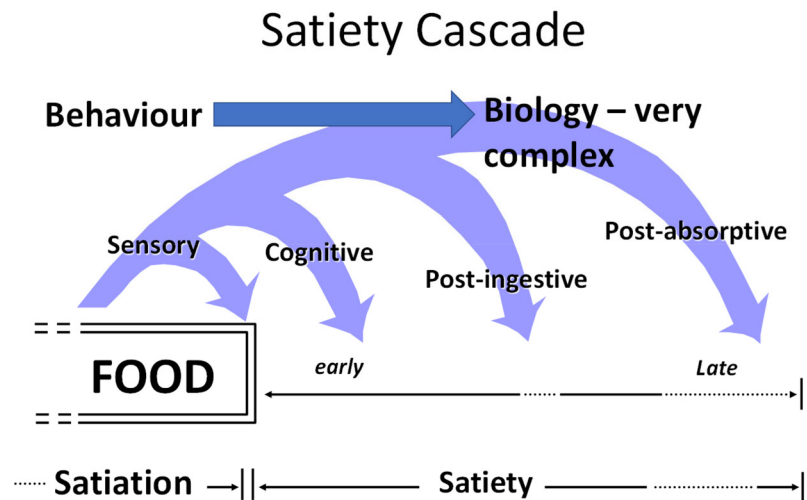 Satiety Cascade
Behaviour
Biology – very
complex
Sensory
Cognitive
Post-ingestive
Post-absorptive
FOOD
early
Late
Satiation
Satiety